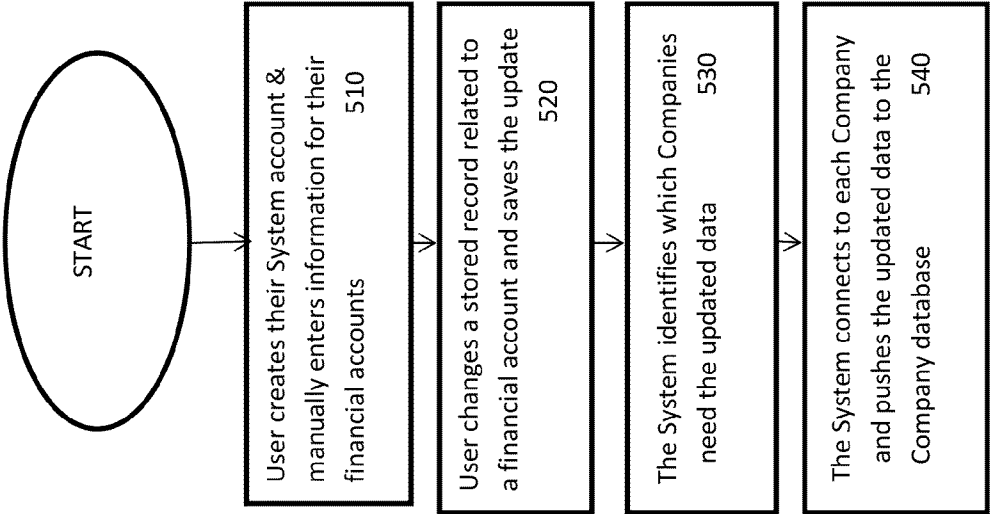 START
User creates their System account &
manually enters information for their
financial accounts 510
User changes a stored record related to
a financial account and saves the update
520
The System identifies which Companies
need the updated data 530
The System connects to each Company
and pushes the updated data to the
Company database 540